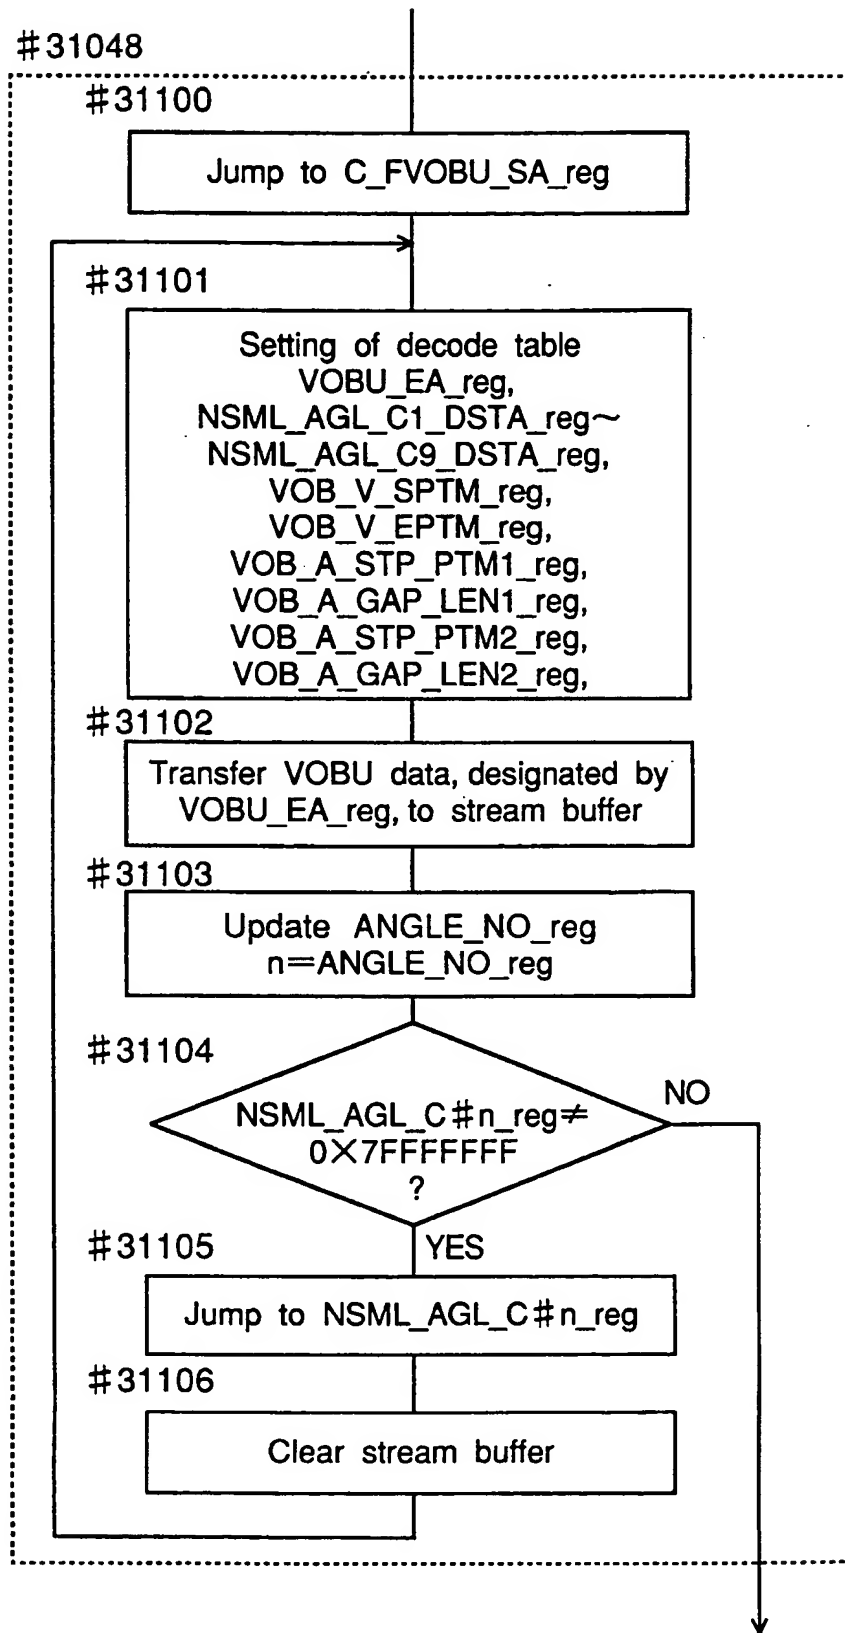 #31048
#31100
Jump to C_FVOBU_SA_reg
#31101
Setting of decode table
VOBU_EA_reg,
NSML_AGL_C1_DSTA_reg~
NSML_AGL_C9_DSTA_reg,
VOB_V_SPTM_reg,
VOB_V_EPTM_reg,
VOB_A_STP_PTM1_reg,
VOB_A_GAP_LEN1_reg,
VOB_A_STP_PTM2_reg,
VOB_A_GAP_LEN2_reg,
#31102
Transfer VOBU data, designated by
VOBU_EA_reg, to stream buffer
#31103
Update ANGLE_NO_reg
n=ANGLE_NO_reg
#31104
NSML_AGL_C#n_reg≠
0×7FFFFFFF
?
NO
#31105
YES
Jump to NSML_AGL_C#n_reg
#31106
Clear stream buffer